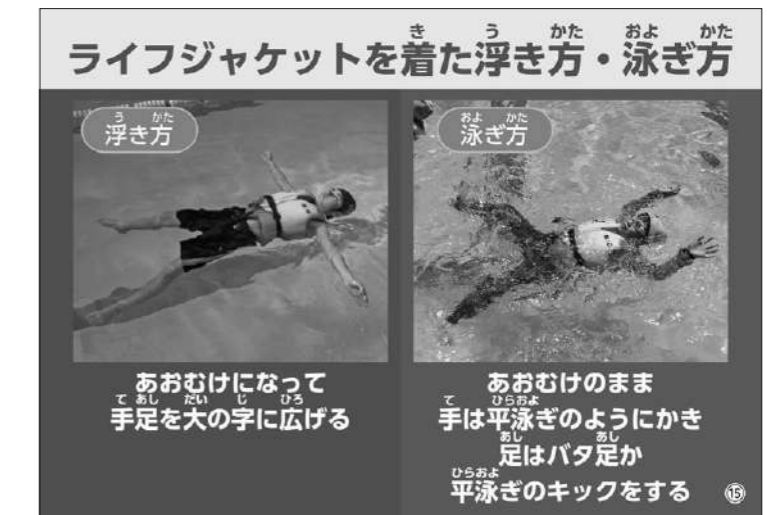 ライフジャケットを着た浮き方・泳ぎ方
浮き方
あおむけになって
手足を大の字に広げる
泳ぎ方
あおむけのまま
手は平泳ぎのようにかき
足はバタ足か
平泳ぎのキックをする
⑮